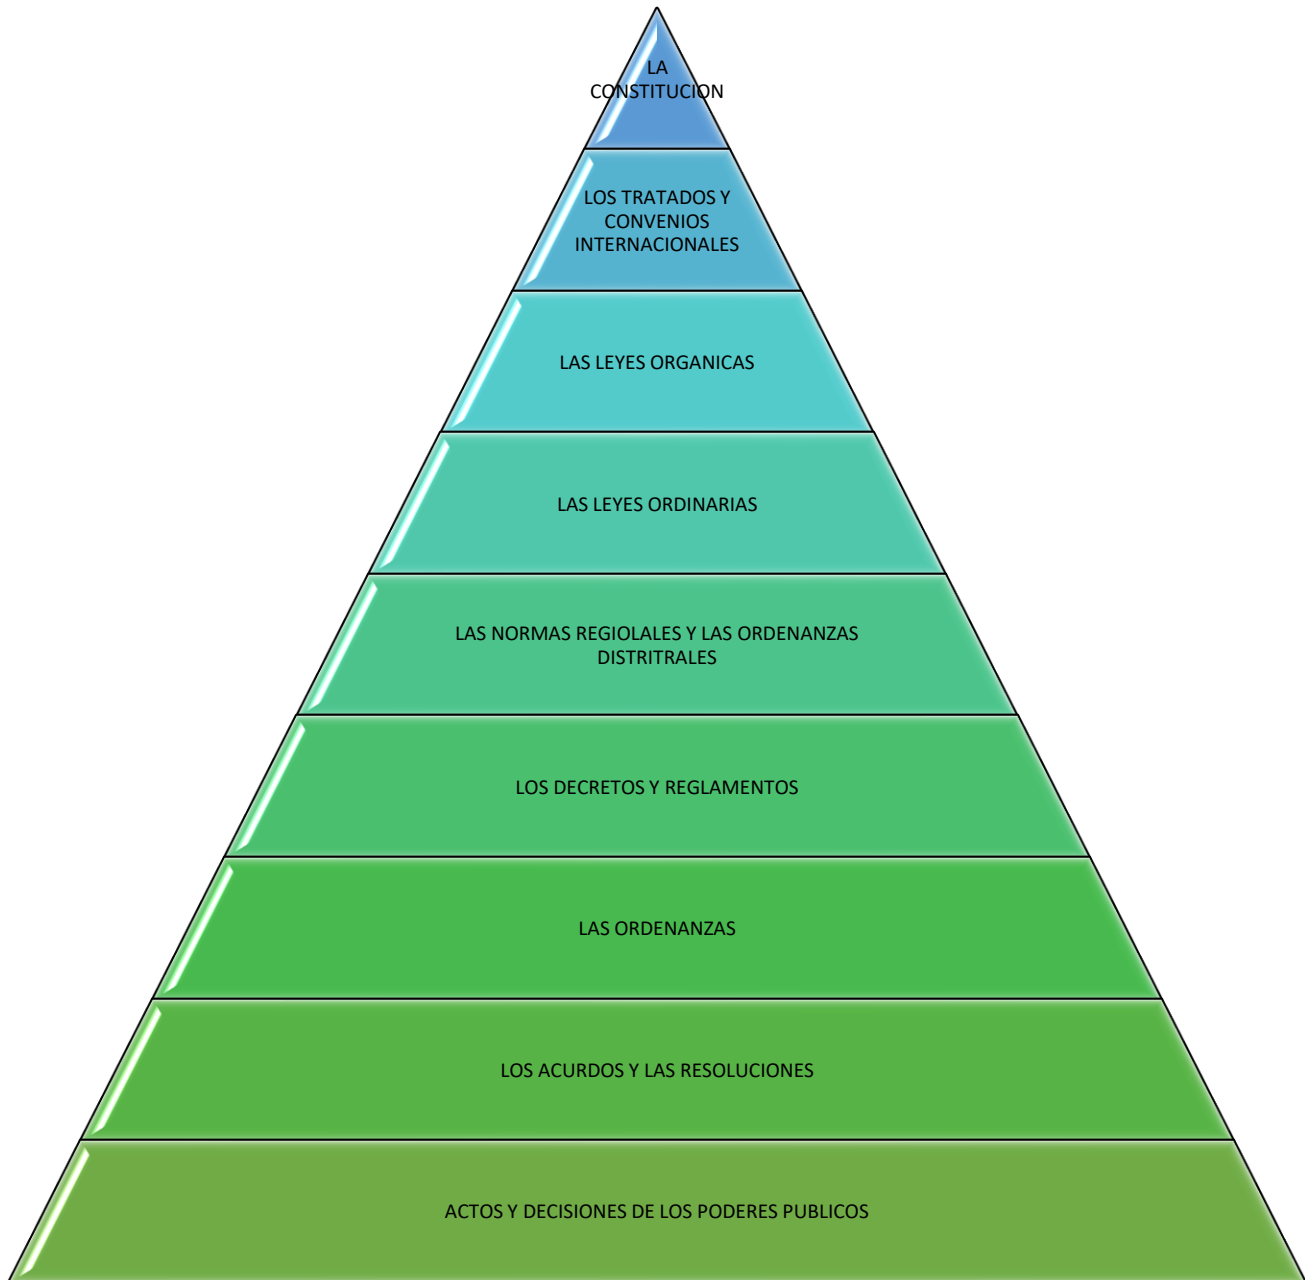 LA
CONSTITUCION
LOS TRATADOS Y
CONVENIOS
INTERNACIONALES
LAS LEYES ORGANICAS
LAS LEYES ORDINARIAS
LAS NORMAS REGIOLALES Y LAS ORDENANZAS
DISTRITRALES
LOS DECRETOS Y REGLAMENTOS
LAS ORDENANZAS
LOS ACURDOS Y LAS RESOLUCIONES
ACTOS Y DECISIONES DE LOS PODERES PUBLICOS